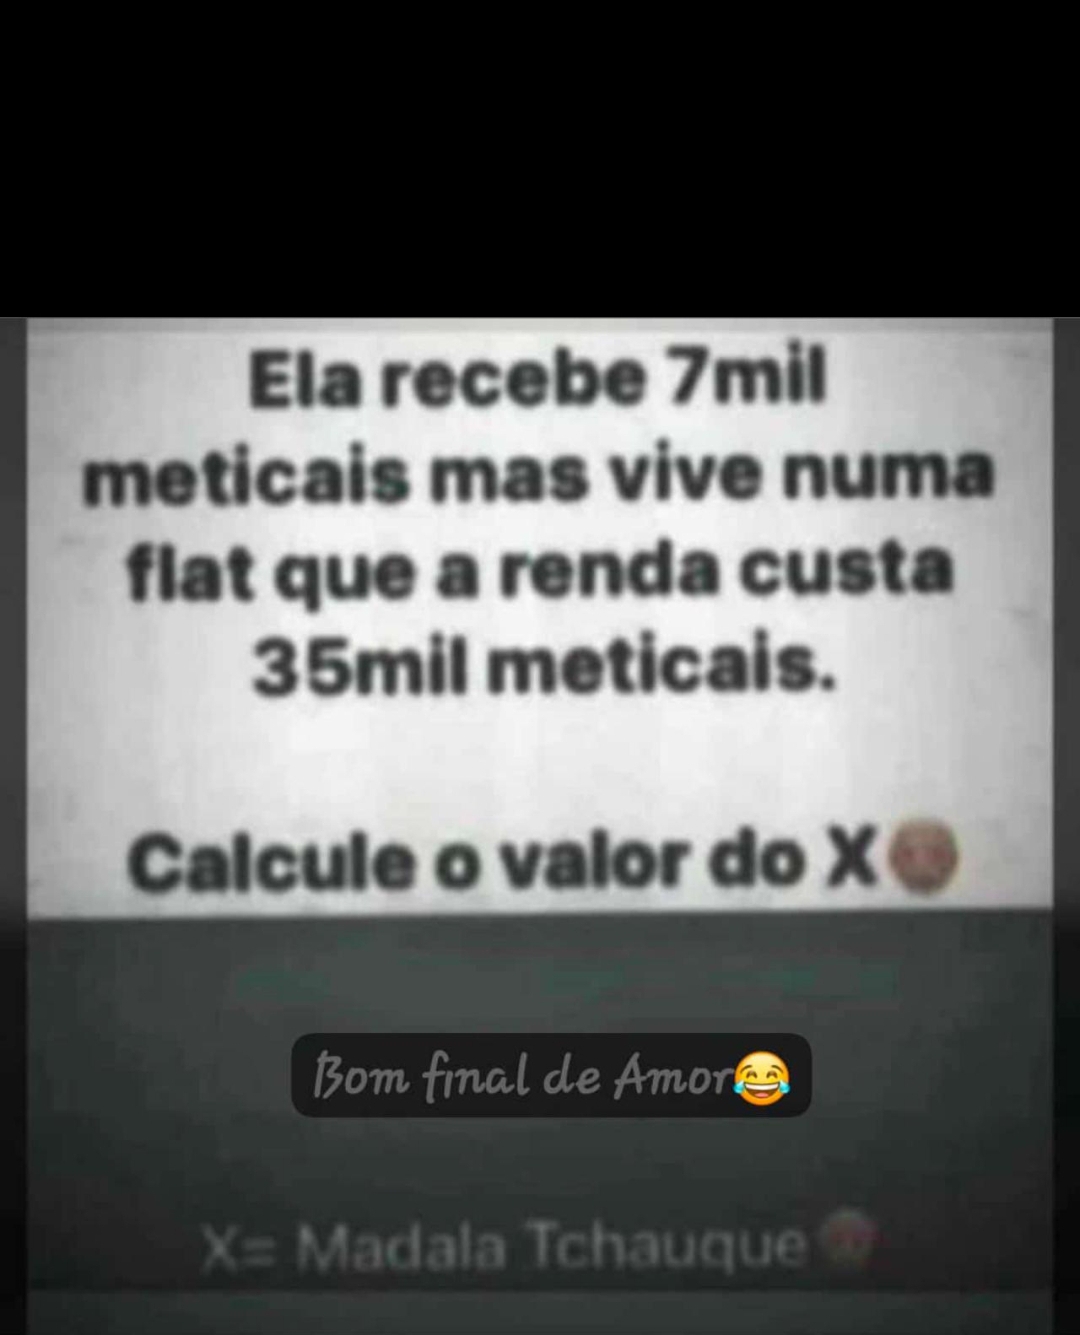 Ela recebe 7mil
meticais mas vive numa
flat que a renda custa
35mil meticais.
Calcule o valor do X
Bom final de Amor😂
X= Madala Tchauque